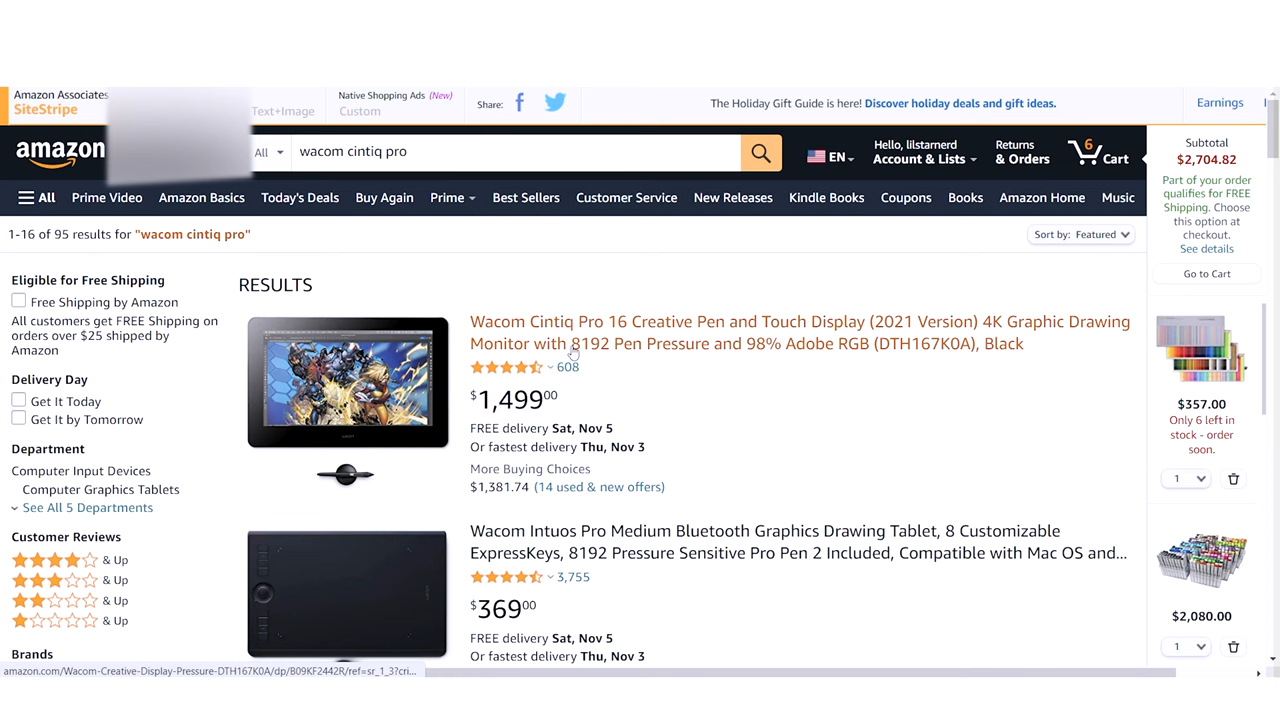 Amazon Associates
SiteStripe
Text+Image
Native Shopping Ads (New)
Custom
Share:
The Holiday Gift Guide is here! Discover holiday deals and gift ideas.
Earnings
amazon
All
wacom cintiq pro
EN
Hello, lilstarnerd
Account & Lists
Returns
& Orders
6
Cart
All
Prime Video
Amazon Basics
Today's Deals
Buy Again
Prime
Best Sellers
Customer Service
New Releases
Kindle Books
Coupons
Books
Amazon Home
Music
Subtotal
$2,704.82
Part of your order
qualifies for FREE
Shipping. Choose
this option at
checkout.
See details
Go to Cart
$357.00
Only 6 left in
stock - order
soon.
1
$2,080.00
1
1-16 of 95 results for "wacom cintiq pro"
Sort by: Featured
Eligible for Free Shipping
Free Shipping by Amazon
All customers get FREE Shipping on
orders over $25 shipped by
Amazon
Delivery Day
Get It Today
Get It by Tomorrow
Department
Computer Input Devices
Computer Graphics Tablets
See All 5 Departments
Customer Reviews
& Up
& Up
& Up
& Up
Brands
RESULTS
Wacom Cintiq Pro 16 Creative Pen and Touch Display (2021 Version) 4K Graphic Drawing
Monitor with 8192 Pen Pressure and 98% Adobe RGB (DTH167K0A), Black
608
$1,49900
FREE delivery Sat, Nov 5
Or fastest delivery Thu, Nov 3
More Buying Choices
$1,381.74 (14 used & new offers)
Wacom Intuos Pro Medium Bluetooth Graphics Drawing Tablet, 8 Customizable
ExpressKeys, 8192 Pressure Sensitive Pro Pen 2 Included, Compatible with Mac OS and...
3,755
$36900
FREE delivery Sat, Nov 5
Or fastest delivery Thu, Nov 3
amazon.com/Wacom-Creative-Display-Pressure-DTH167K0A/dp/B09KF2442R/ref=sr_1_3?cri...